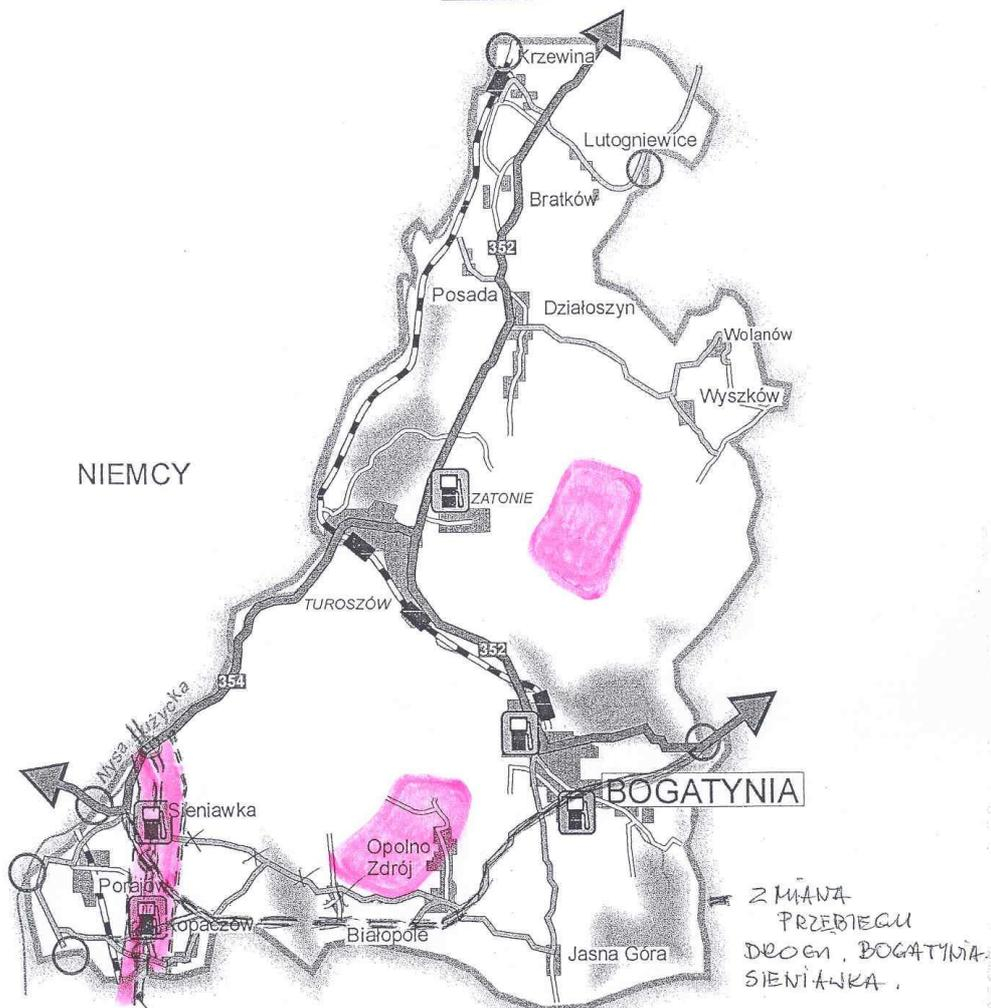 Krzewina
Lutogniewice
Bratków
352
Posada
Działoszyn
Wolanów
Wyszków
NIEMCY
ZATONIE
TUROSZÓW
352
354
Nysa Łużycka
BOGATYNIA
Sieniawka
Opolno
Zdrój
Porajów
Kopaczów
Białopole
Jasna Góra
ZMIANA
PRZEBIEGU
DROGI. BOGATYNIA.
SIENIAWKA.